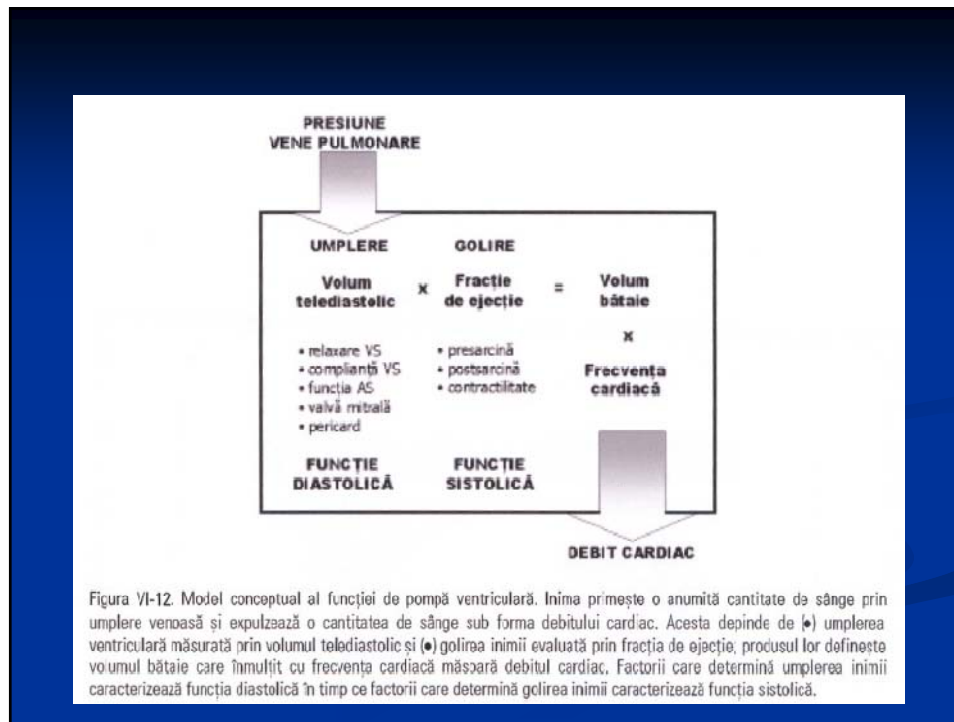 PRESIUNE
VENE PULMONARE
UMPLERE GOLIRE
Volum telediastolic x Fracție de ejecție = Volum bătaie
x
• relaxare VS
• complianță VS
• funcția AS
• valvă mitrală
• pericard
• presarcină
• postsarcină
• contractilitate
Frecvența
cardiacă
FUNCȚIE
DIASTOLICĂ
FUNCȚIE
SISTOLICĂ
DEBIT CARDIAC
Figura VI-12. Model conceptual al funcției de pompă ventriculară. Inima primește o anumită cantitate de sânge prin
umplere venoasă și expulzează o cantitatea de sânge sub forma debitului cardiac. Acesta depinde de (•) umplerea
ventriculară măsurată prin volumul telediastolic și (•) golirea inimii evaluată prin fracția de ejecție; produsul lor definește
volumul bătaie care înmulțit cu frecvența cardiacă măsoară debitul cardiac. Factorii care determină umplerea inimii
caracterizează funcția diastolică în timp ce factorii care determină golirea inimii caracterizează funcția sistolică.